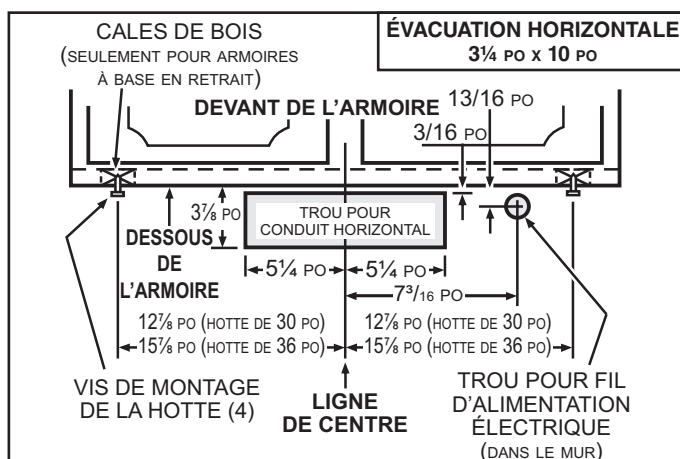 ÉVACUATION HORIZONTALE
3¼ PO X 10 PO
CALES DE BOIS
(SEULEMENT POUR ARMOIRES
À BASE EN RETRAIT)
DEVANT DE L’ARMOIRE
13/16 PO
3/16 PO
3⅞ PO
TROU POUR
CONDUIT HORIZONTAL
DESSOUS
DE
L’ARMOIRE
5¼ PO
5¼ PO
7³/₁₆ PO
12⅞ PO (HOTTE DE 30 PO)
12⅞ PO (HOTTE DE 30 PO)
15⅞ PO (HOTTE DE 36 PO)
15⅞ PO (HOTTE DE 36 PO)
VIS DE MONTAGE
DE LA HOTTE (4)
LIGNE
DE CENTRE
TROU POUR FIL
D’ALIMENTATION
ÉLECTRIQUE
(DANS LE MUR)